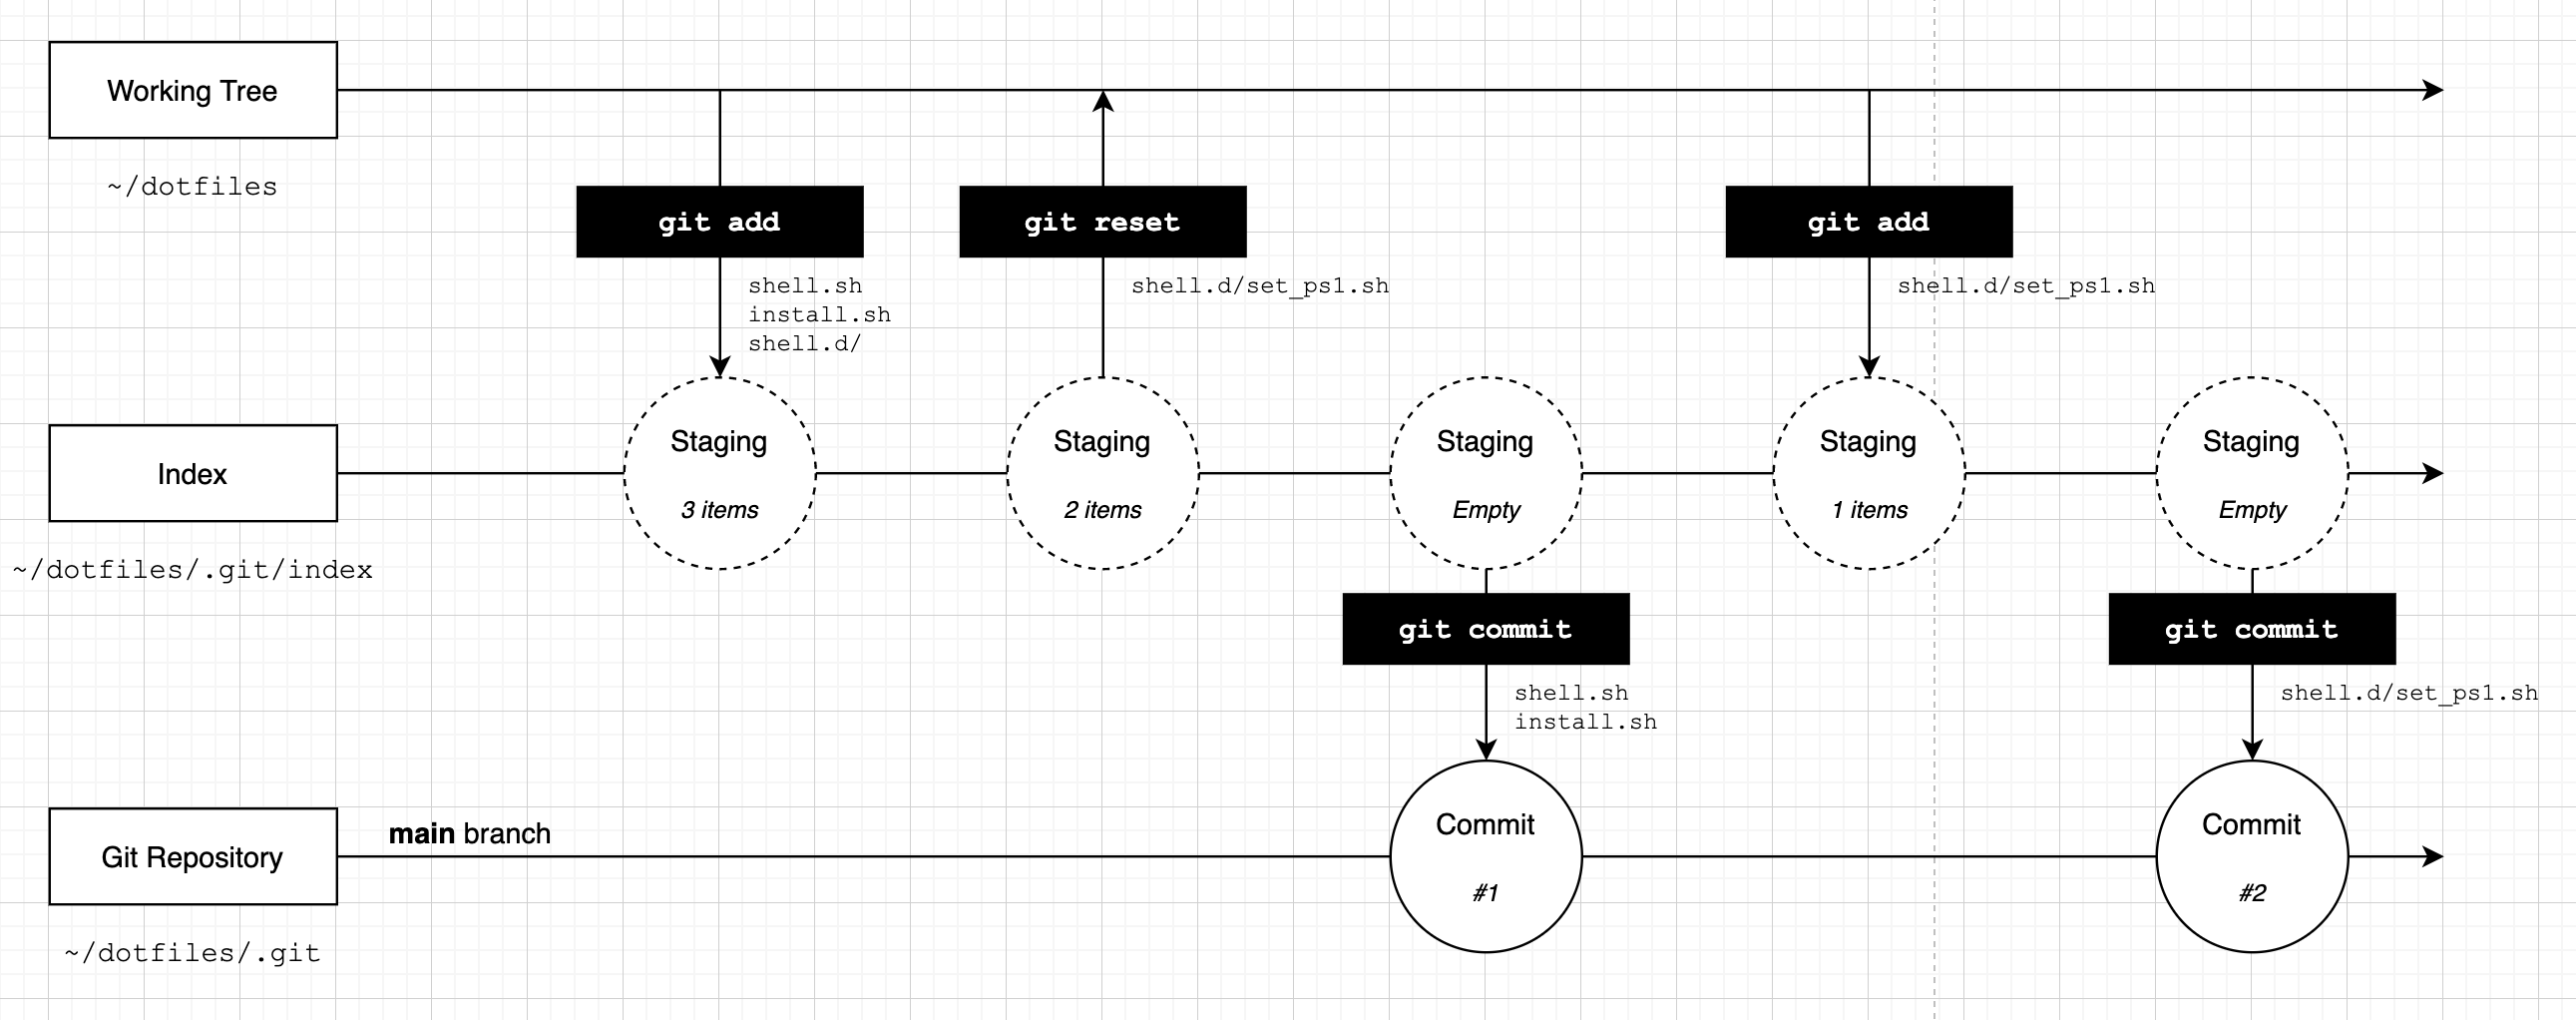 Working Tree
~/dotfiles
git add
git reset
git add
shell.sh
install.sh
shell.d/
shell.d/set_ps1.sh
shell.d/set_ps1.sh
Index
~/dotfiles/.git/index
Staging
3 items
Staging
2 items
Staging
Empty
Staging
1 items
Staging
Empty
git commit
shell.sh
install.sh
git commit
shell.d/set_ps1.sh
Git Repository
~/dotfiles/.git
main branch
Commit
#1
Commit
#2